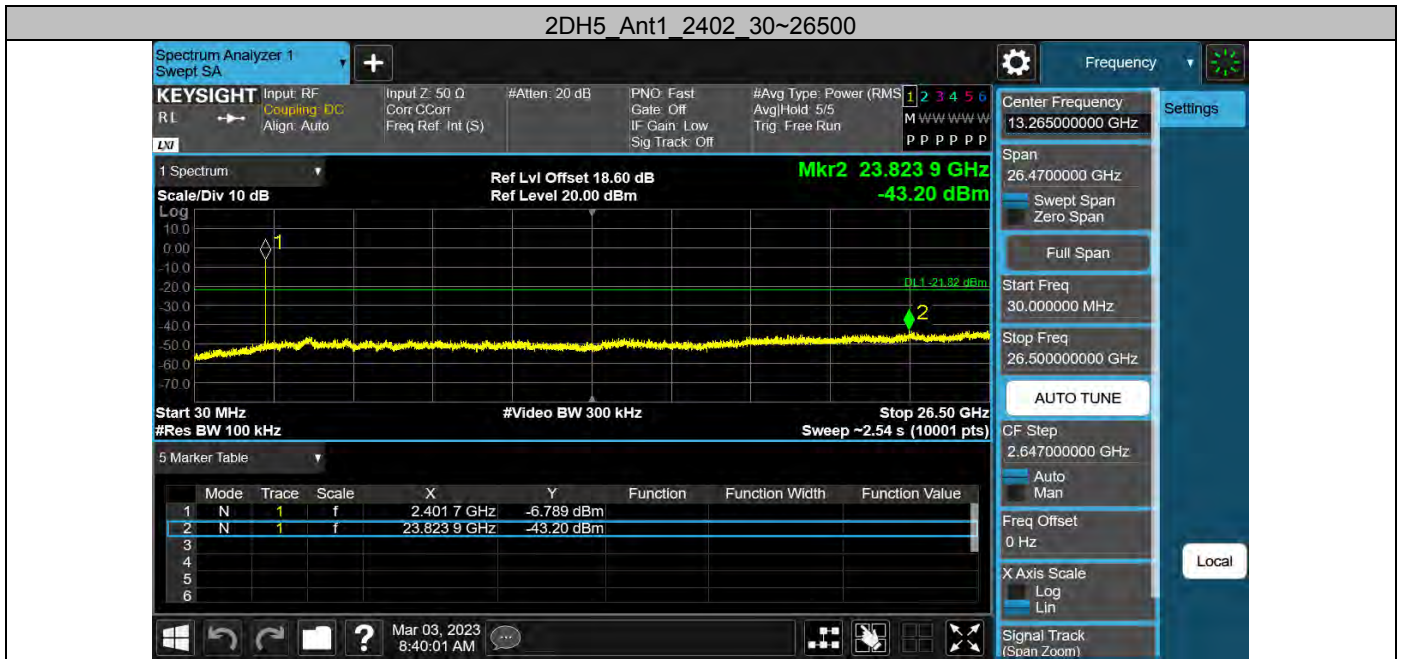 2DH5_Ant1_2402_30~26500
Spectrum Analyzer 1
Swept SA
+
Frequency
KEYSIGHT
RL
LXI
Input: RF
Coupling: DC
Align: Auto
Input Z: 50 Ω
Corr CCorr
Freq Ref: Int (S)
#Atten: 20 dB
PNO: Fast
Gate: Off
IF Gain: Low
Sig Track: Off
#Avg Type: Power (RMS
Avg|Hold: 5/5
Trig: Free Run
1 2 3 4 5 6
M W W W W W
P P P P P P
Center Frequency
13.265000000 GHz
Settings
Span
26.4700000 GHz
Swept Span
Zero Span
Full Span
Start Freq
30.000000 MHz
Stop Freq
26.500000000 GHz
AUTO TUNE
CF Step
2.647000000 GHz
Auto
Man
Freq Offset
0 Hz
X Axis Scale
Log
Lin
Signal Track
(Span Zoom)
Local
1 Spectrum
Scale/Div 10 dB
Ref Lvl Offset 18.60 dB
Ref Level 20.00 dBm
Mkr2 23.823 9 GHz
-43.20 dBm
Log
10.0
0.00
-10.0
-20.0
-30.0
-40.0
-50.0
-60.0
-70.0
1
DL1 -21.82 dBm
2
Start 30 MHz
#Video BW 300 kHz
Stop 26.50 GHz
#Res BW 100 kHz
Sweep ~2.54 s (10001 pts)
5 Marker Table
Mode Trace Scale X Y Function Function Width Function Value
1 N 1 f 2.401 7 GHz -6.789 dBm
2 N 1 f 23.823 9 GHz -43.20 dBm
3
4
5
6
?
Mar 03, 2023
8:40:01 AM